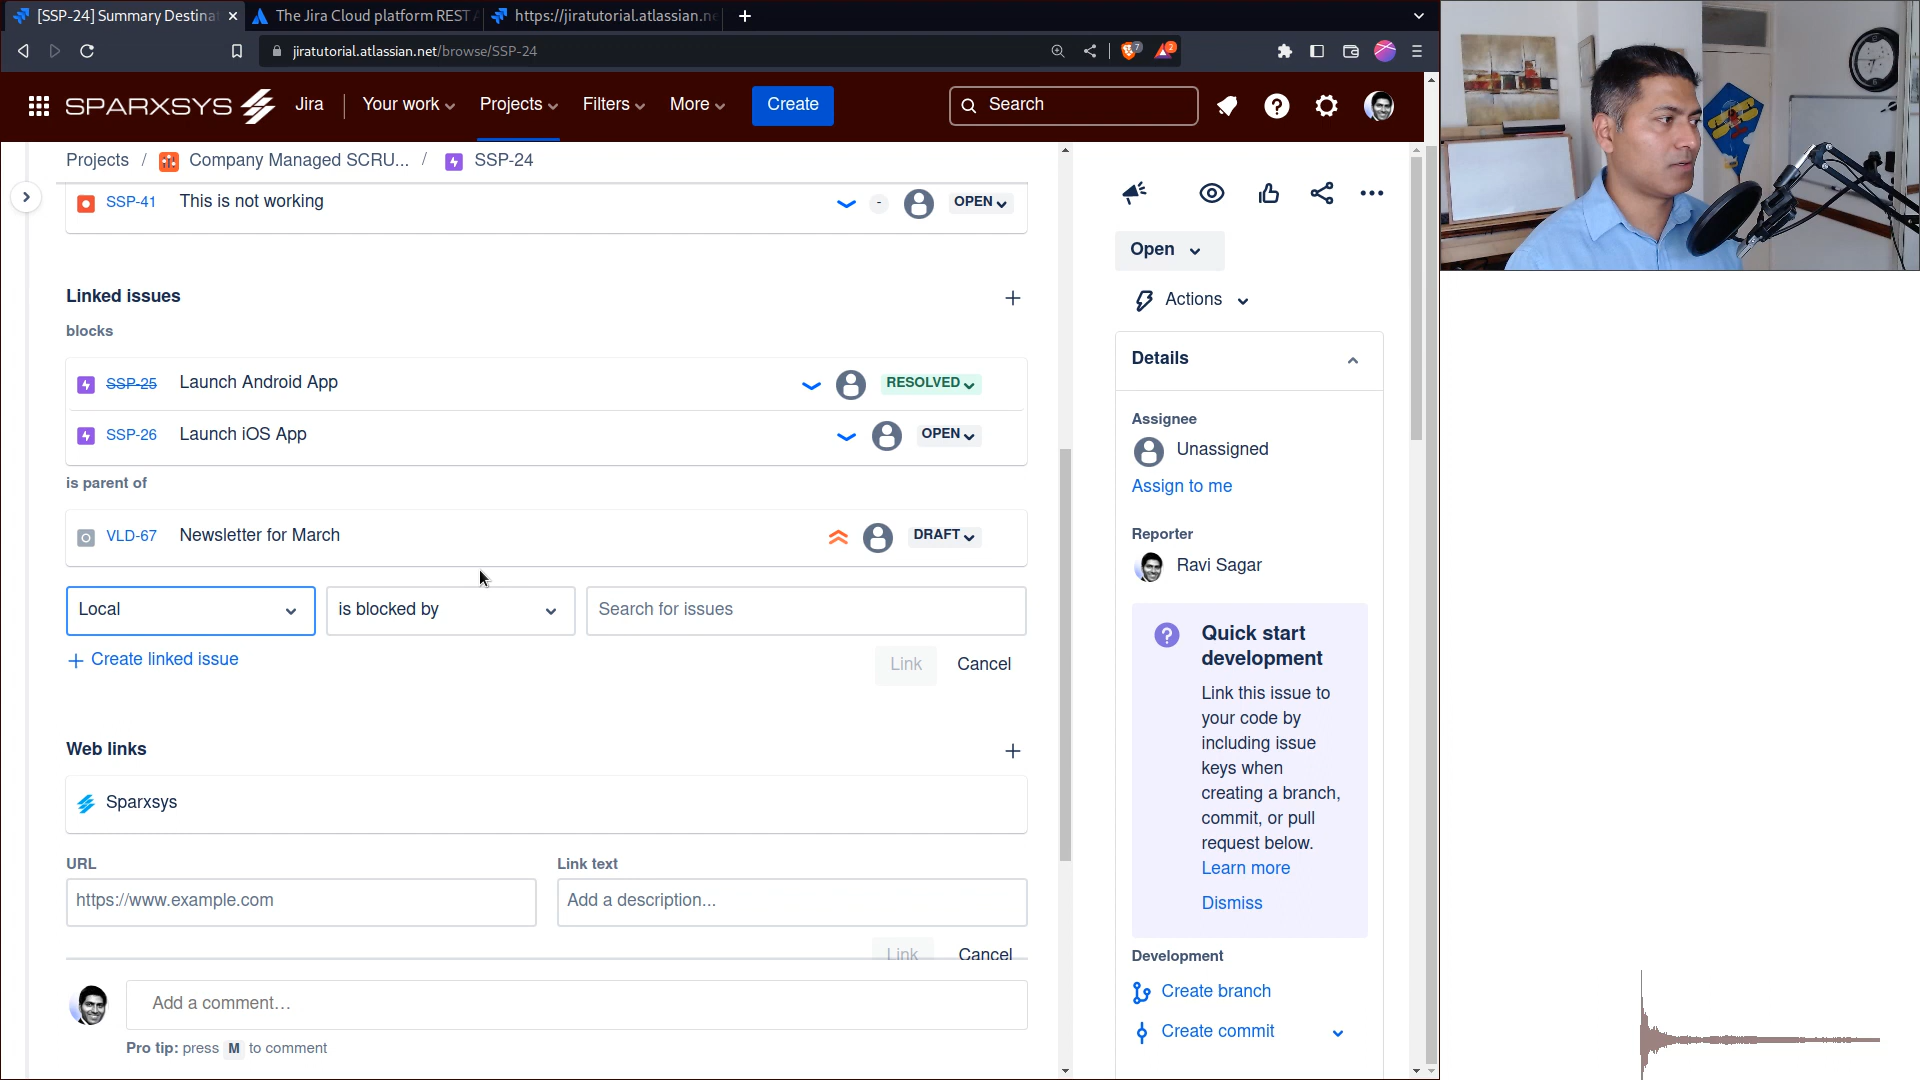 [SSP-24] Summary Destina
The Jira Cloud platform REST A
https://jiratutorial.atlassian.ne
jiratutorial.atlassian.net/browse/SSP-24
7
2
SPARXSYS
Jira
Your work
Projects
Filters
More
Create
Search
Projects / Company Managed SCRU... / SSP-24
SSP-41 This is not working - OPEN
Linked issues
blocks
SSP-25 Launch Android App RESOLVED
SSP-26 Launch iOS App OPEN
is parent of
VLD-67 Newsletter for March DRAFT
Local
is blocked by
Search for issues
Create linked issue
Link Cancel
Web links
Sparxsys
URL
Link text
https://www.example.com
Add a description...
Link Cancel
Add a comment…
Pro tip: press M to comment
Open
Actions
Details
Assignee
Unassigned
Assign to me
Reporter
Ravi Sagar
Quick start
development
Link this issue to
your code by
including issue
keys when
creating a branch,
commit, or pull
request below.
Learn more
Dismiss
Development
Create branch
Create commit